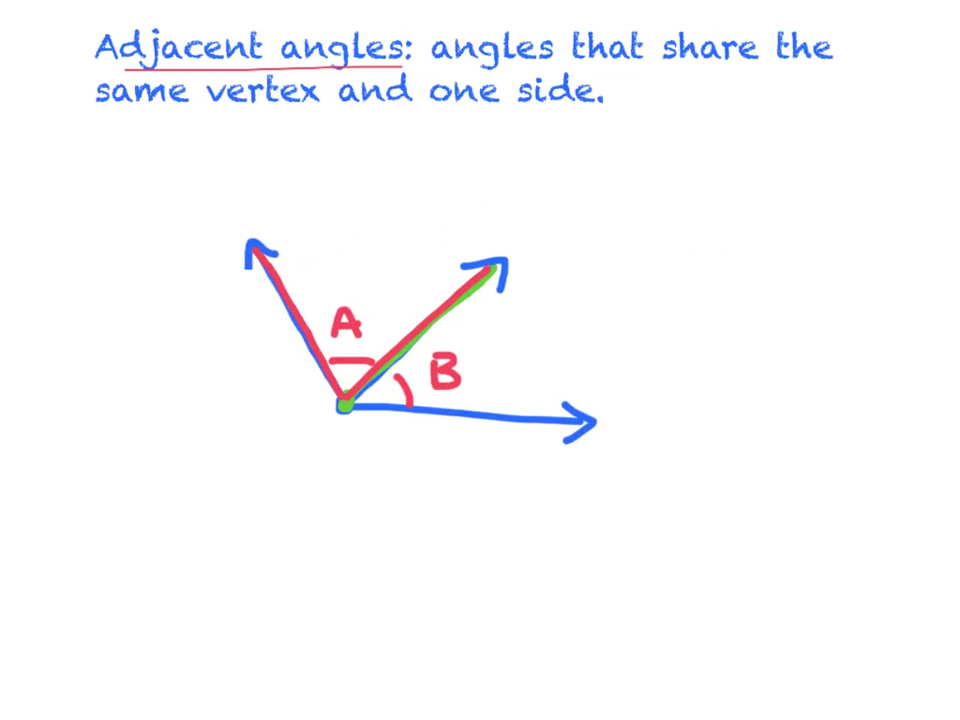 Adjacent angles: angles that share the
same vertex and one side.
A
B